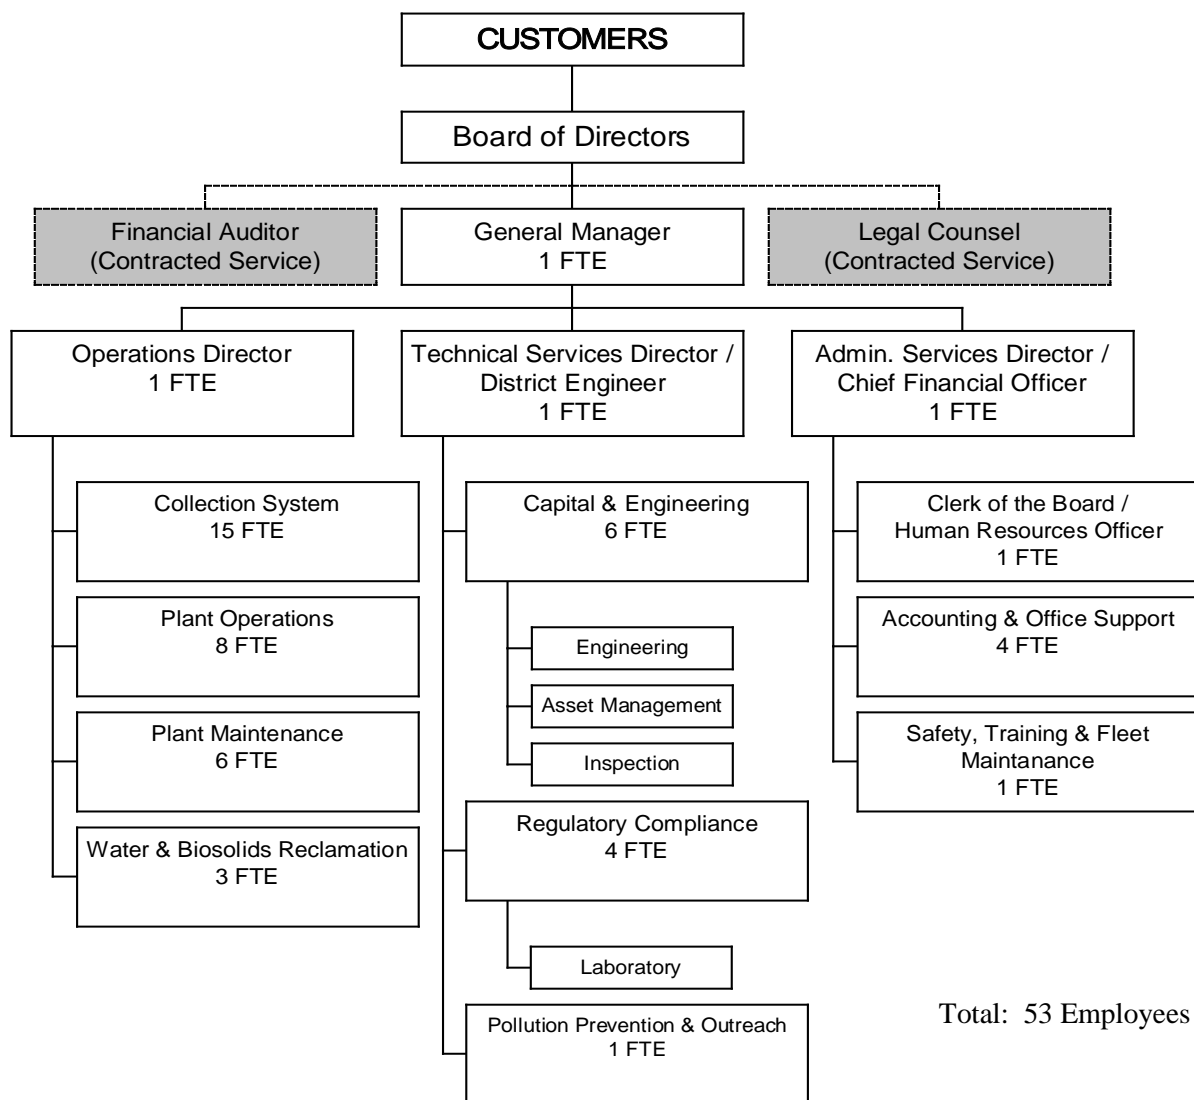 CUSTOMERS
Board of Directors
Financial Auditor
(Contracted Service)
General Manager
1 FTE
Legal Counsel
(Contracted Service)
Operations Director
1 FTE
Technical Services Director /
District Engineer
1 FTE
Admin. Services Director /
Chief Financial Officer
1 FTE
Collection System
15 FTE
Plant Operations
8 FTE
Plant Maintenance
6 FTE
Water & Biosolids Reclamation
3 FTE
Capital & Engineering
6 FTE
Engineering
Asset Management
Inspection
Regulatory Compliance
4 FTE
Laboratory
Pollution Prevention & Outreach
1 FTE
Clerk of the Board /
Human Resources Officer
1 FTE
Accounting & Office Support
4 FTE
Safety, Training & Fleet
Maintanance
1 FTE
Total: 53 Employees